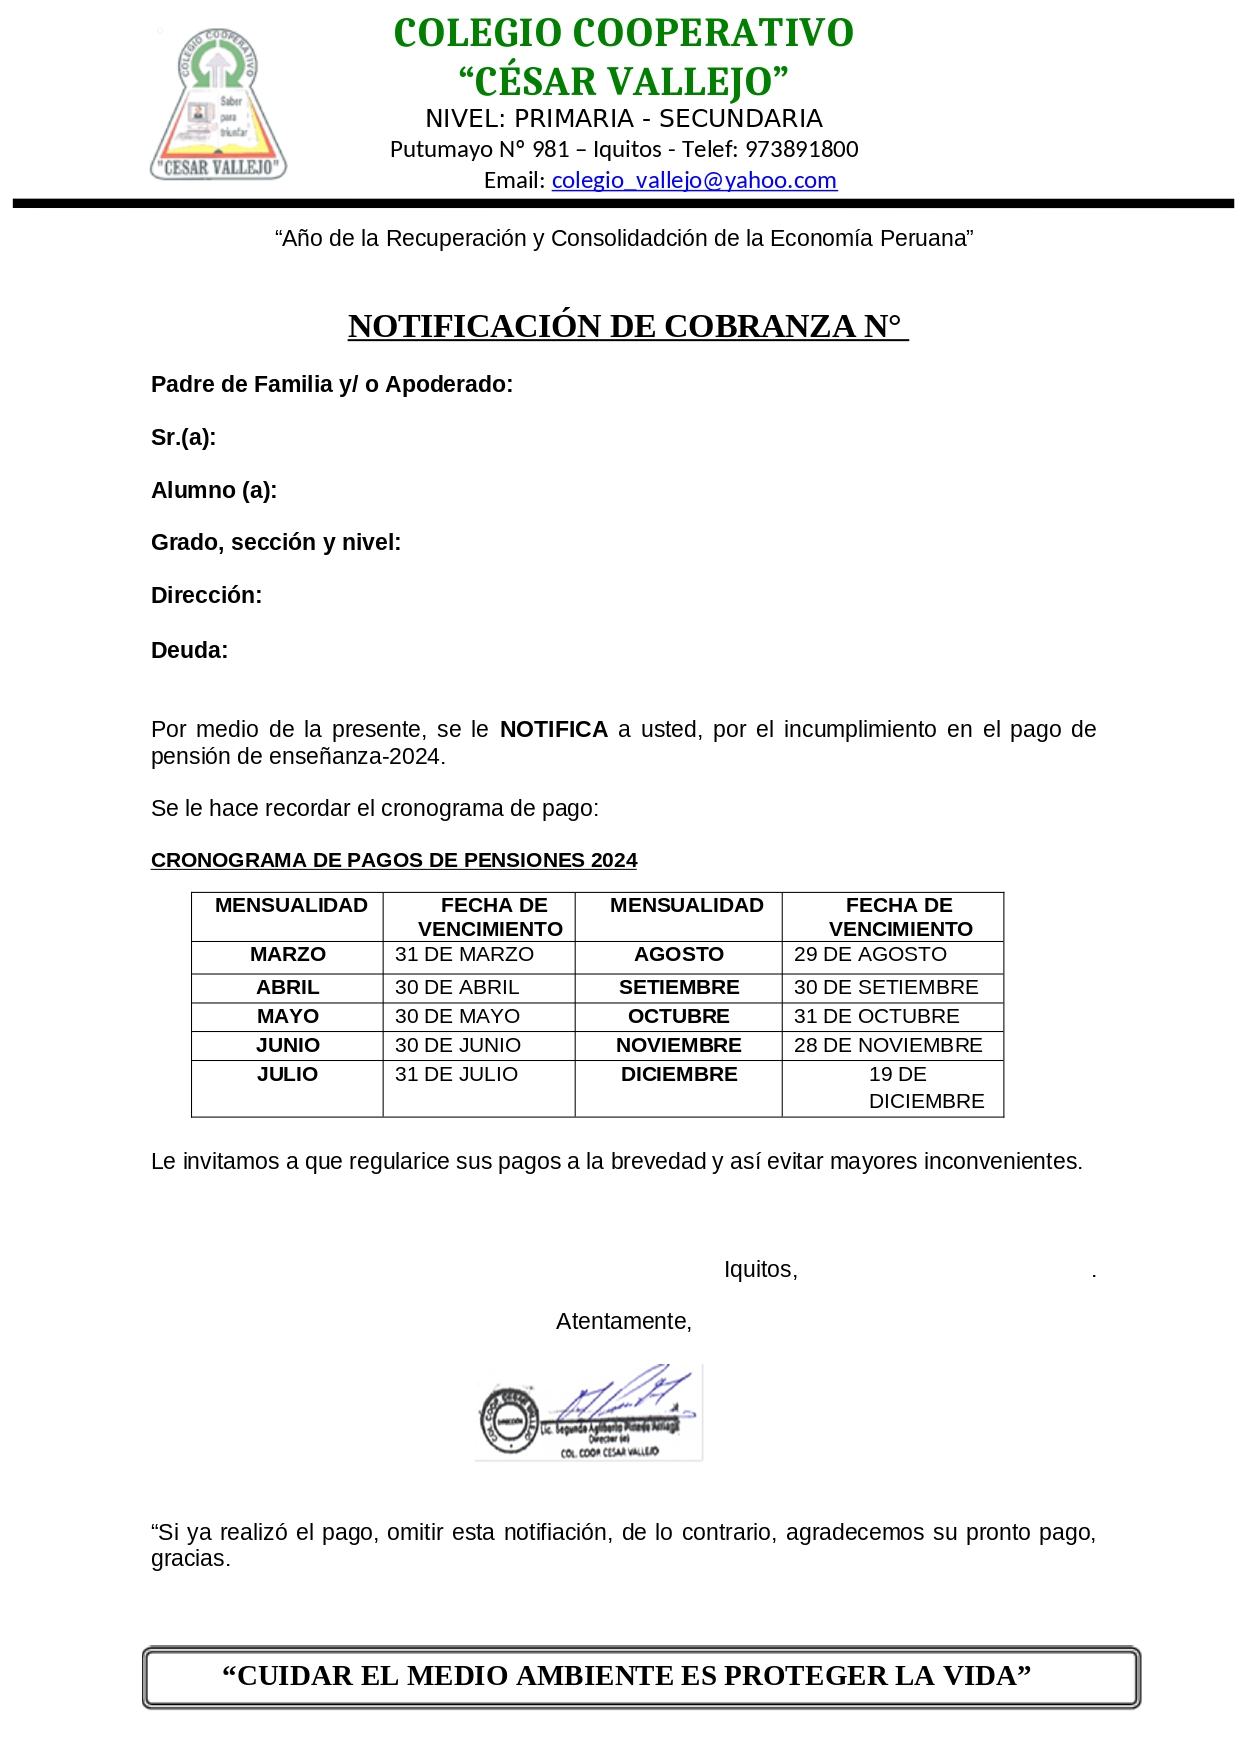 COLEGIO COOPERATIVO
Saber
para
triunfar
"CESAR VALLEJO"
COLEGIO COOPERATIVO
“CÉSAR VALLEJO”
NIVEL: PRIMARIA - SECUNDARIA
Putumayo Nº 981 – Iquitos - Telef: 973891800
Email: colegio_vallejo@yahoo.com
“Año de la Recuperación y Consolidadción de la Economía Peruana”
NOTIFICACIÓN DE COBRANZA N°
Padre de Familia y/ o Apoderado:
Sr.(a):
Alumno (a):
Grado, sección y nivel:
Dirección:
Deuda:
Por medio de la presente, se le NOTIFICA a usted, por el incumplimiento en el pago de
pensión de enseñanza-2024.
Se le hace recordar el cronograma de pago:
CRONOGRAMA DE PAGOS DE PENSIONES 2024
MENSUALIDAD FECHA DE MENSUALIDAD FECHA DE
VENCIMIENTO VENCIMIENTO
MARZO 31 DE MARZO AGOSTO 29 DE AGOSTO
ABRIL 30 DE ABRIL SETIEMBRE 30 DE SETIEMBRE
MAYO 30 DE MAYO OCTUBRE 31 DE OCTUBRE
JUNIO 30 DE JUNIO NOVIEMBRE 28 DE NOVIEMBRE
JULIO 31 DE JULIO DICIEMBRE 19 DE
DICIEMBRE
Le invitamos a que regularice sus pagos a la brevedad y así evitar mayores inconvenientes.
Iquitos, .
Atentamente,
COL. COOP. CESAR VALLEJO
DIRECCIÓN
Lic. Segundo Pinedo
Director (e)
COL. COOP. CESAR VALLEJO
“Si ya realizó el pago, omitir esta notifiación, de lo contrario, agradecemos su pronto pago,
gracias.
“CUIDAR EL MEDIO AMBIENTE ES PROTEGER LA VIDA”